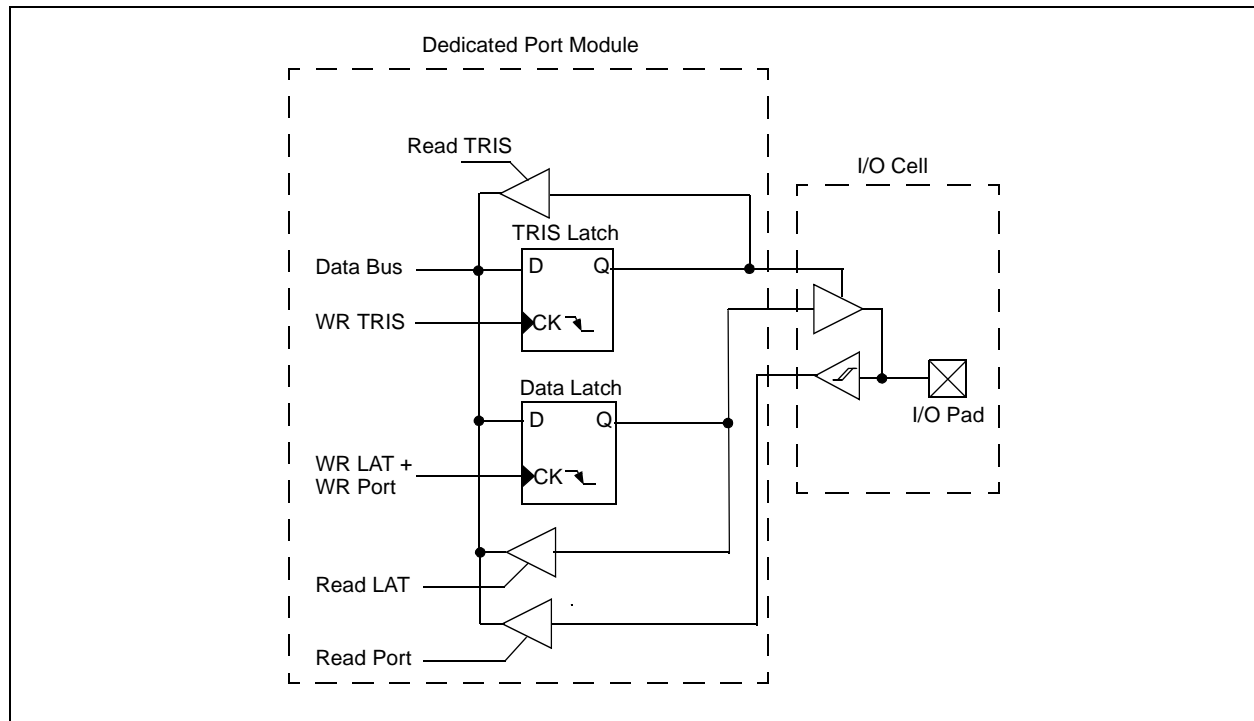 Dedicated Port Module
Read TRIS
I/O Cell
TRIS Latch
Data Bus
D
Q
WR TRIS
CK
Data Latch
I/O Pad
D
Q
WR LAT +
WR Port
CK
Read LAT
Read Port